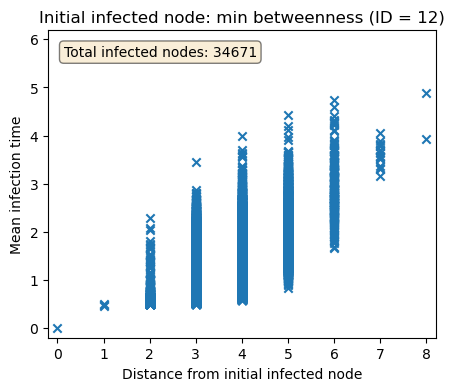 Initial infected node: min betweenness (ID = 12)
Total infected nodes: 34671
Mean infection time
6
5
4
3
2
1
0
0 1 2 3 4 5 6 7 8
Distance from initial infected node